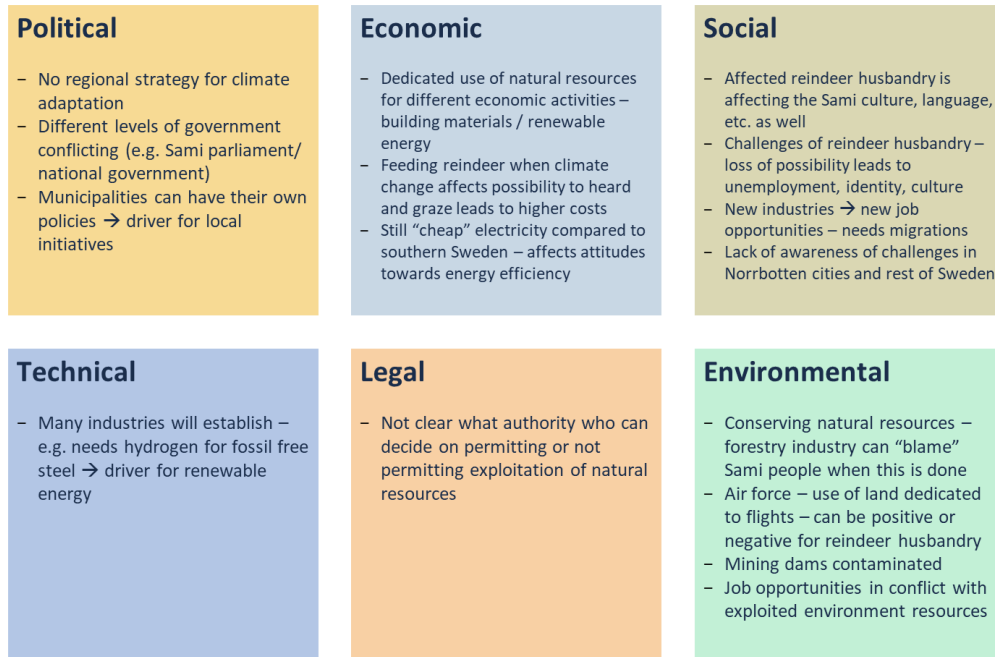 Political
– No regional strategy for climate
adaptation
– Different levels of government
conflicting (e.g. Sami parliament/
national government)
– Municipalities can have their own
policies → driver for local
initiatives
Economic
– Dedicated use of natural resources
for different economic activities –
building materials / renewable
energy
– Feeding reindeer when climate
change affects possibility to heard
and graze leads to higher costs
– Still “cheap” electricity compared to
southern Sweden – affects attitudes
towards energy efficiency
Social
– Affected reindeer husbandry is
affecting the Sami culture, language,
etc. as well
– Challenges of reindeer husbandry –
loss of possibility leads to
unemployment, identity, culture
– New industries → new job
opportunities – needs migrations
– Lack of awareness of challenges in
Norrbotten cities and rest of Sweden
Technical
– Many industries will establish –
e.g. needs hydrogen for fossil free
steel → driver for renewable
energy
Legal
– Not clear what authority who can
decide on permitting or not
permitting exploitation of natural
resources
Environmental
– Conserving natural resources –
forestry industry can “blame”
Sami people when this is done
– Air force – use of land dedicated
to flights – can be positive or
negative for reindeer husbandry
– Mining dams contaminated
– Job opportunities in conflict with
exploited environment resources